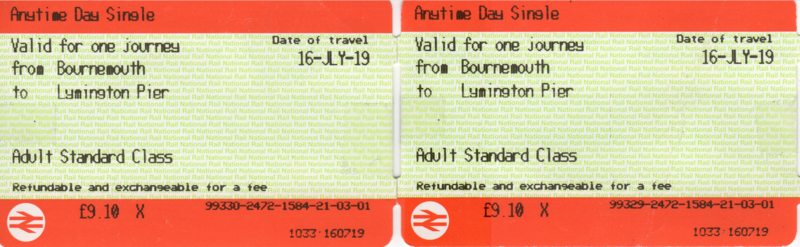 Anytime Day Single
Valid for one journey
Date of travel
16-JLY-19
from Bournemouth
to Lymington Pier
Adult Standard Class
Refundable and exchangeable for a fee
£9.10 X
99330-2472-1584-21-03-01
1033 160719
Anytime Day Single
Valid for one journey
Date of travel
16-JLY-19
from Bournemouth
to Lymington Pier
Adult Standard Class
Refundable and exchangeable for a fee
£9.10 X
99329-2472-1584-21-03-01
1033 160719